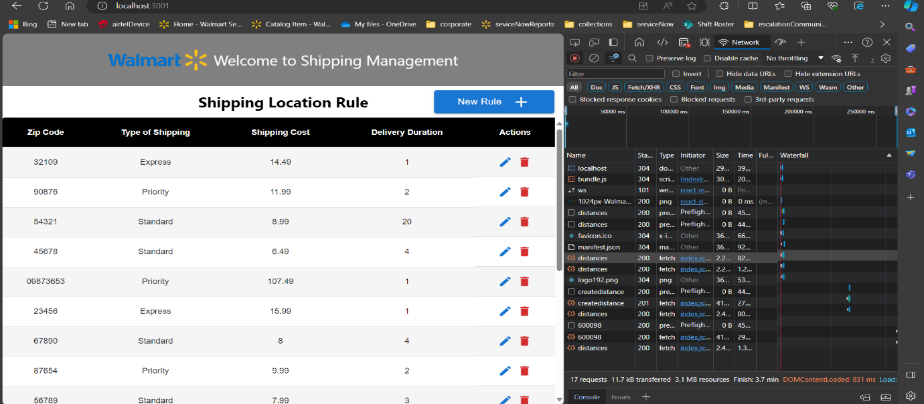 localhost:3001
Bing New tab airtelDevice Home - Walmart Se... Catalog Item - Wal... My files - OneDrive corporate seviceNowReports collections serviceNow Shift Roster escalationCommuni...
Walmart Welcome to Shipping Management
Shipping Location Rule New Rule +
Zip Code Type of Shipping Shipping Cost Delivery Duration Actions
32109 Express 14.49 1
90876 Priority 11.99 2
54321 Standard 8.99 20
45678 Standard 6.49 4
09873653 Priority 107.49 1
23456 Express 15.99 1
67890 Standard 8 4
87654 Priority 9.99 2
56789 Standard 7.99 3
Network
Preserve log Disable cache No throttling
Filter Invert Hide data URLs Hide extension URLs
All Doc JS Fetch/XHR CSS Font Img Media Manifest WS Wasm Other
Blocked response cookies Blocked requests 3rd-party requests
50000 ms 100000 ms 150000 ms 200000 ms 250000 ms
Name Sta... Type Initiator Size Time Ful... Waterfall
localhost 304 do... Other 29... 39...
bundle.js 304 scri... (index):... 30... 20...
ws 101 we... react re... 0 B Pe...
1024px-Walma... 200 png react-d... 0 B 0 ms (m...
distances 200 pre... Prefligh... 0 B 45...
distances 200 pre... Prefligh... 0 B 44...
favicon.ico 304 x-i... Other 36... 66...
manifest.json 304 ma... Other 36... 92...
distances 200 fetch index.js:... 2.2... 82...
distances 200 fetch index.js:... 2.2... 1.2...
logo192.png 304 png Other 36... 53...
createdistance 200 pre... Prefligh... 0 B 44...
createdistance 201 fetch index.js:... 41... 27...
distances 200 fetch index.js:... 2.4... 80...
600098 200 pre... Prefligh... 0 B 45...
600098 200 fetch index.js:... 41... 29...
distances 200 fetch index.js:... 2.4... 1.3...
17 requests 11.7 kB transferred 3.1 MB resources Finish: 3.7 min DOMContentLoaded: 831 ms Load:
Console Issues +